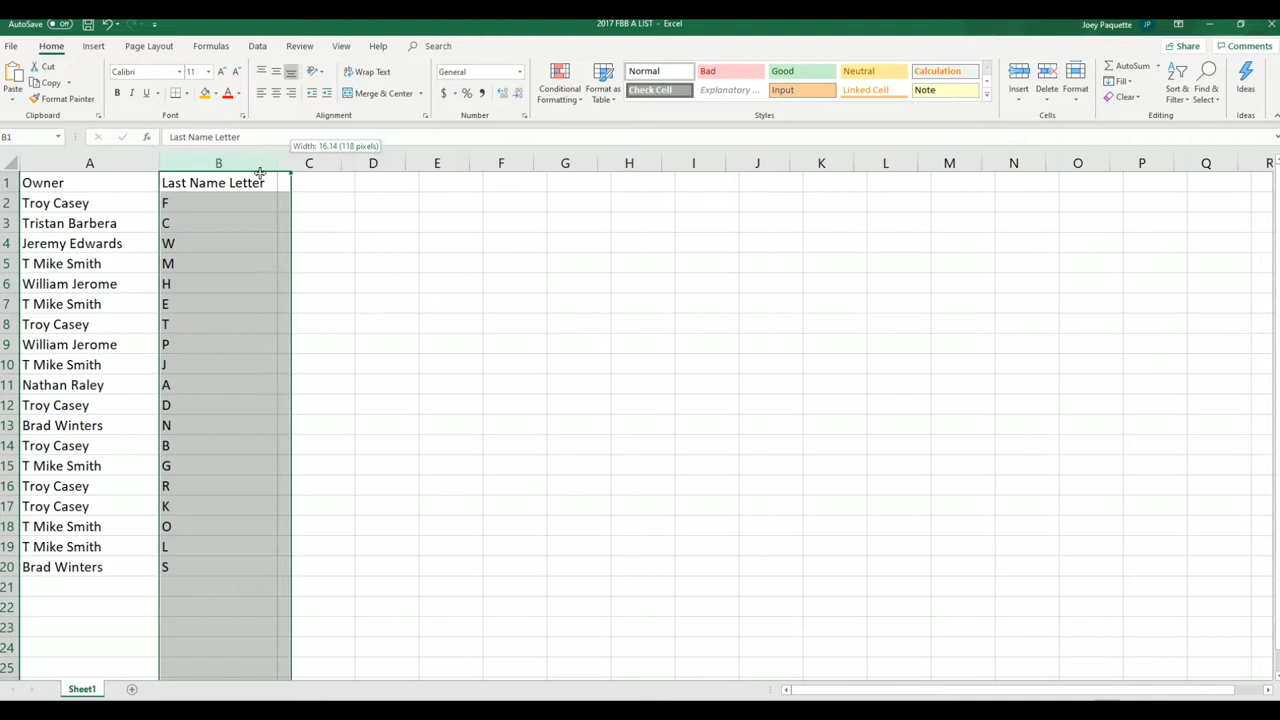 AutoSave Off 2017 FBB A LIST - Excel Joey Paquette JP
File Home Insert Page Layout Formulas Data Review View Help Search Share Comments
Paste Cut Copy Format Painter Clipboard
Calibri 11 A A B I U A Font
Wrap Text Merge & Center Alignment
General $ % , Number
Conditional Formatting Format as Table
Normal Bad Good Neutral Calculation
Check Cell Explanatory ... Input Linked Cell Note
Styles
Insert Delete Format Cells
AutoSum Fill Clear Sort & Filter Find & Select Editing
Ideas Ideas
B1 fx Last Name Letter
Width: 16.14 (118 pixels)
A B C D E F G H I J K L M N O P Q R
1 Owner Last Name Letter
2 Troy Casey F
3 Tristan Barbera C
4 Jeremy Edwards W
5 T Mike Smith M
6 William Jerome H
7 T Mike Smith E
8 Troy Casey T
9 William Jerome P
10 T Mike Smith J
11 Nathan Raley A
12 Troy Casey D
13 Brad Winters N
14 Troy Casey B
15 T Mike Smith G
16 Troy Casey R
17 Troy Casey K
18 T Mike Smith O
19 T Mike Smith L
20 Brad Winters S
21
22
23
24
25
Sheet1